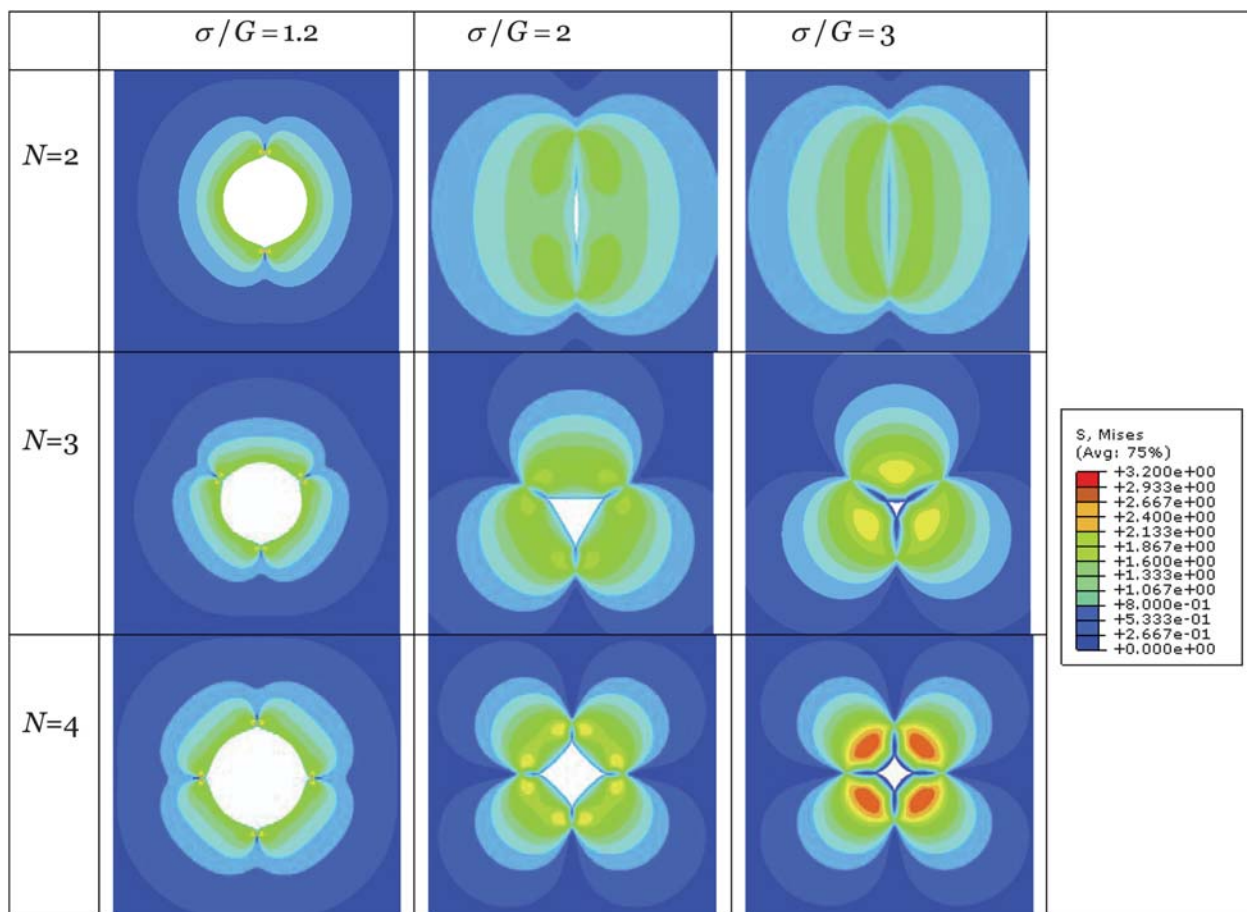 σ/G=1.2
σ/G=2
σ/G=3
N=2
N=3
N=4
S, Mises
(Avg: 75%)
+3.200e+00
+2.933e+00
+2.667e+00
+2.400e+00
+2.133e+00
+1.867e+00
+1.600e+00
+1.333e+00
+1.067e+00
+8.000e-01
+5.333e-01
+2.667e-01
+0.000e+00